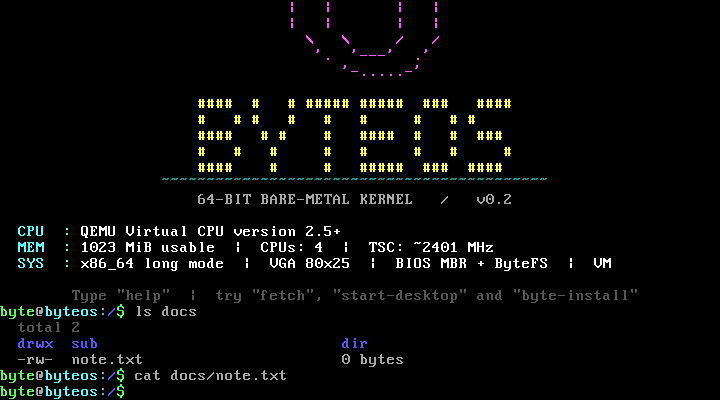 BYTEOS
64-BIT BARE-METAL KERNEL / v0.2
CPU : QEMU Virtual CPU version 2.5+
MEM : 1023 MiB usable ¦ CPUs: 4 ¦ TSC: ~2401 MHz
SYS : x86_64 long mode ¦ VGA 80x25 ¦ BIOS MBR + ByteFS ¦ VM
Type "help" ¦ try "fetch", "start-desktop" and "byte-install"
byte@byteos:/$ ls docs
total 2
drwx sub dir
-rw- note.txt 0 bytes
byte@byteos:/$ cat docs/note.txt
byte@byteos:/$